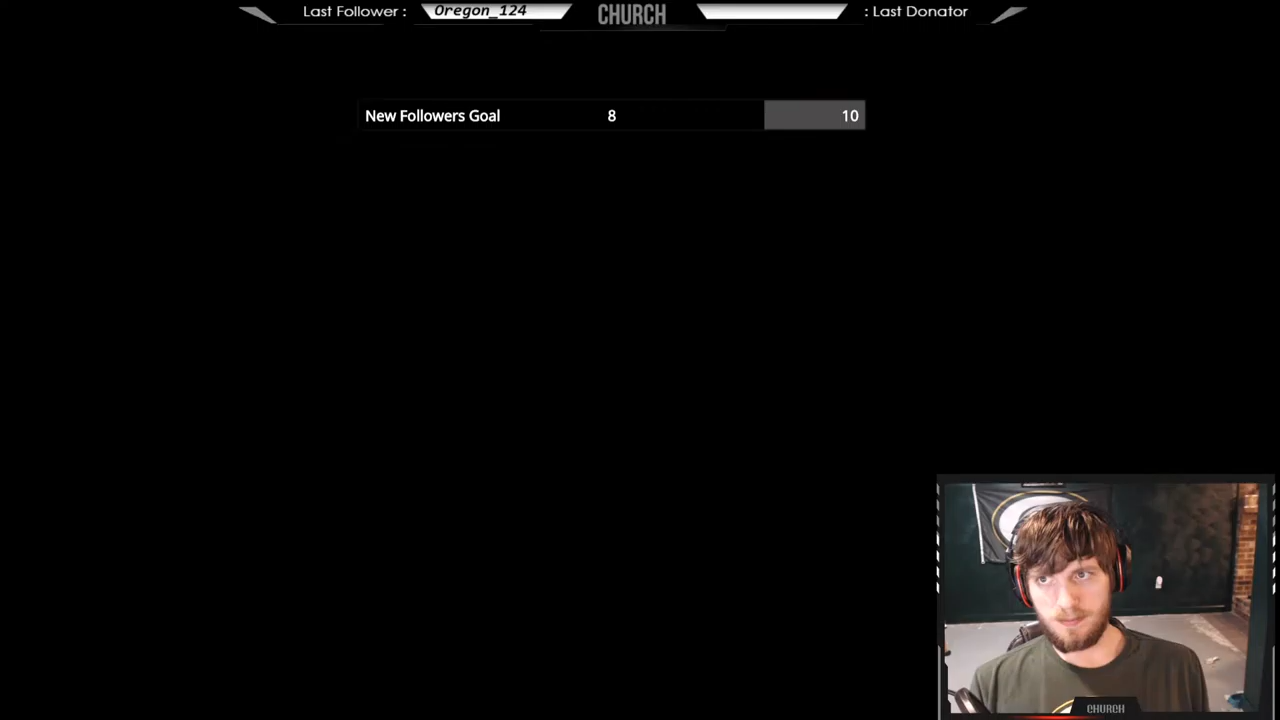 Last Follower : Oregon_124 CHURCH : Last Donator
New Followers Goal 8 10
CHURCH